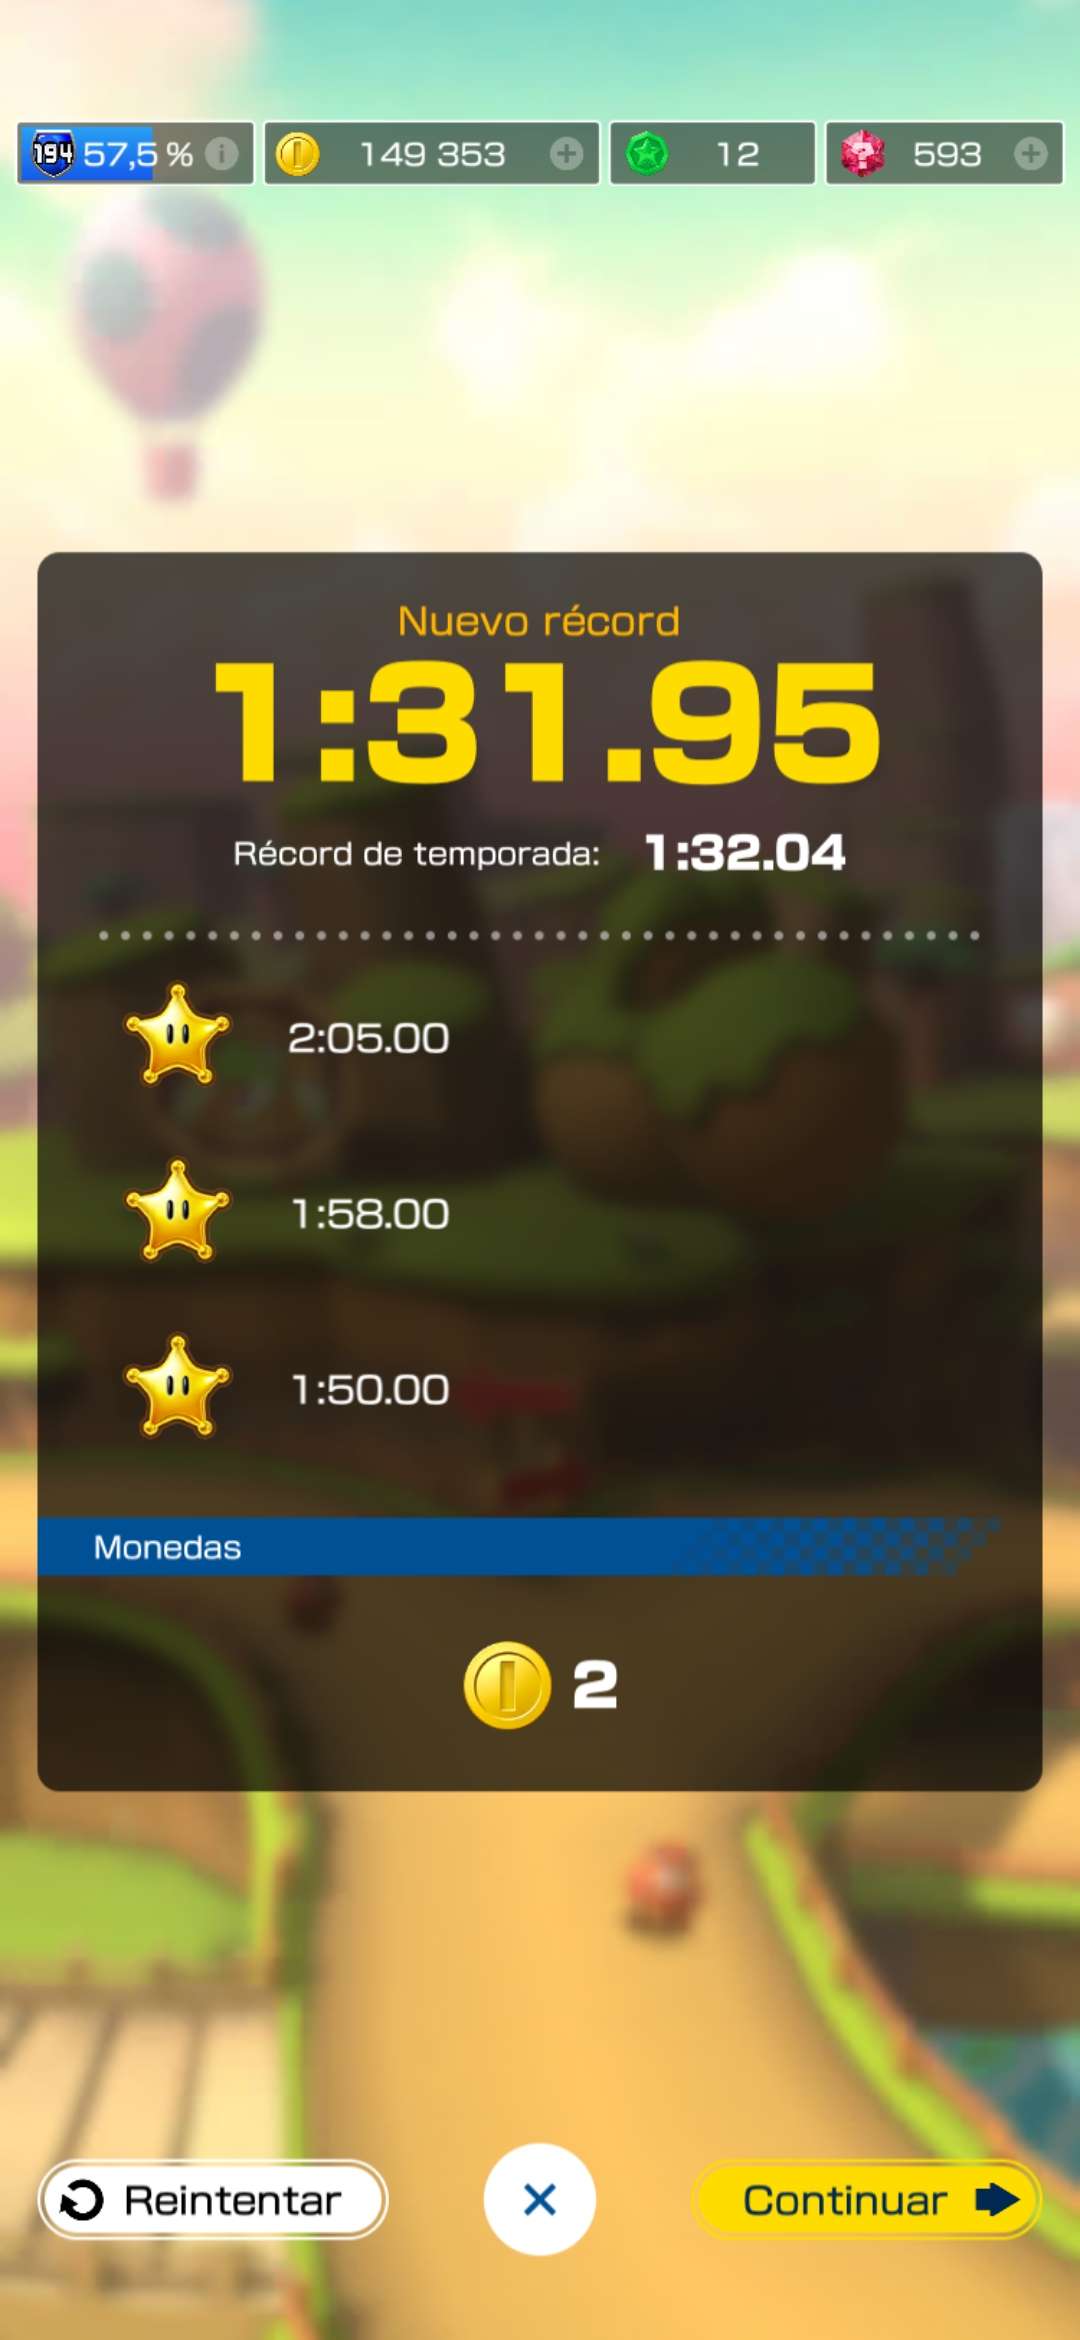 194 57,5 % 149 353 12 593
Nuevo récord
1:31.95
Récord de temporada: 1:32.04
2:05.00
1:58.00
1:50.00
Monedas
2
Reintentar Continuar